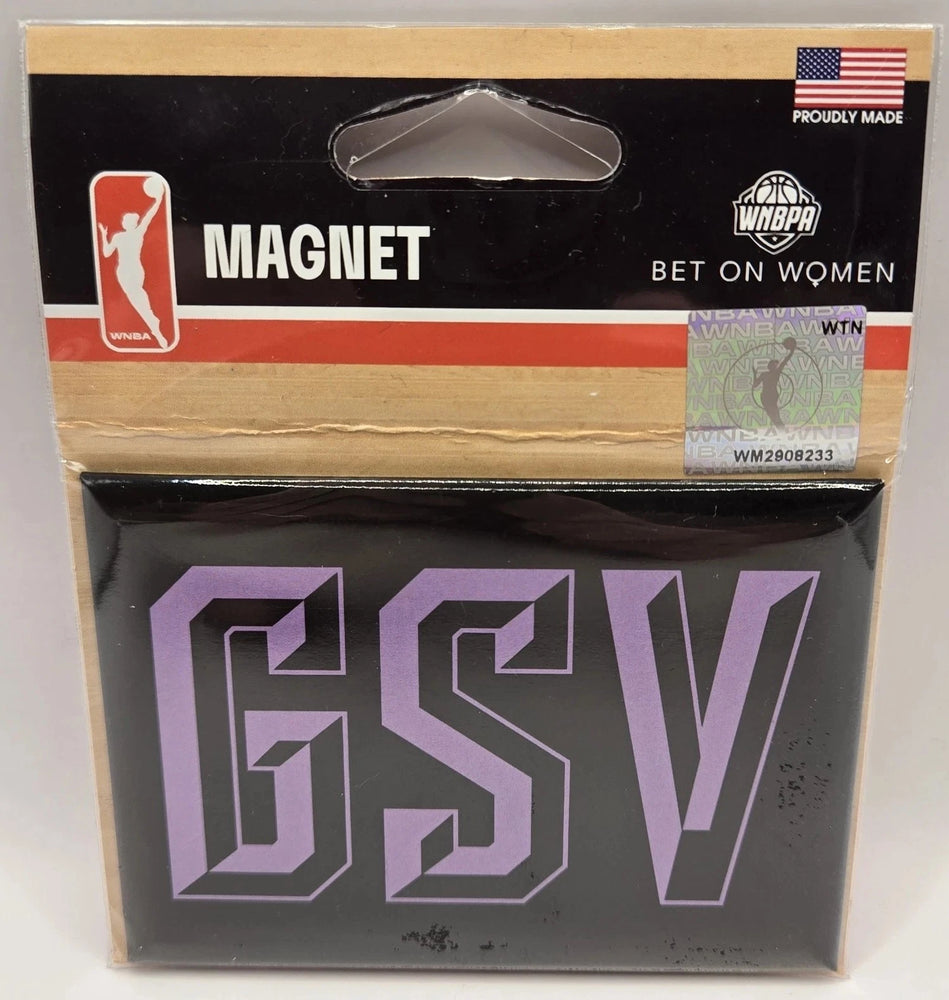 PROUDLY MADE
WNBA
MAGNET
WNBPA
BET ON WOMEN
WTN
WM2908233
GSV